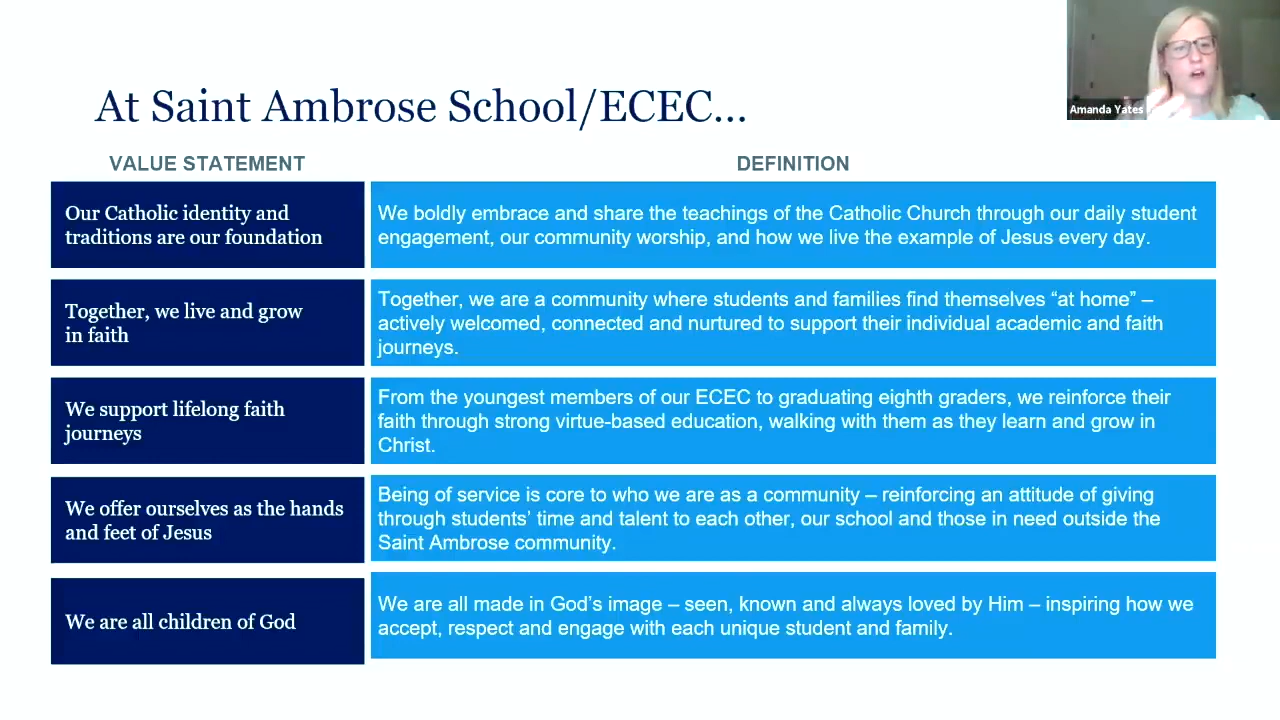 At Saint Ambrose School/ECEC...
Amanda Yates
VALUE STATEMENT
DEFINITION
Our Catholic identity and
traditions are our foundation
We boldly embrace and share the teachings of the Catholic Church through our daily student
engagement, our community worship, and how we live the example of Jesus every day.
Together, we live and grow
in faith
Together, we are a community where students and families find themselves “at home” –
actively welcomed, connected and nurtured to support their individual academic and faith
journeys.
We support lifelong faith
journeys
From the youngest members of our ECEC to graduating eighth graders, we reinforce their
faith through strong virtue-based education, walking with them as they learn and grow in
Christ.
We offer ourselves as the hands
and feet of Jesus
Being of service is core to who we are as a community – reinforcing an attitude of giving
through students’ time and talent to each other, our school and those in need outside the
Saint Ambrose community.
We are all children of God
We are all made in God’s image – seen, known and always loved by Him – inspiring how we
accept, respect and engage with each unique student and family.